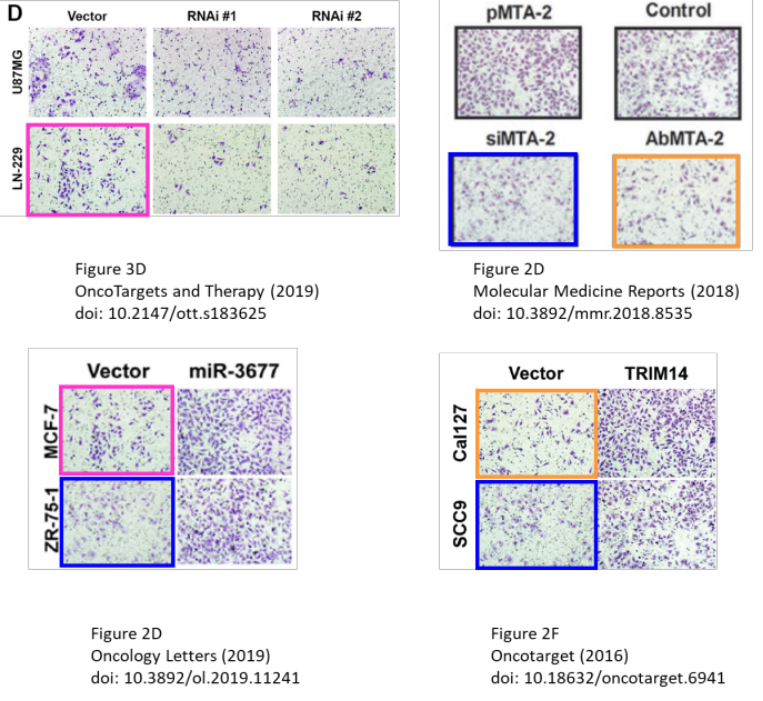 D
Vector RNAi #1 RNAi #2
U87MG
LN-229
Figure 3D
OncoTargets and Therapy (2019)
doi: 10.2147/ott.s183625
pMTA-2 Control
siMTA-2 AbMTA-2
Figure 2D
Molecular Medicine Reports (2018)
doi: 10.3892/mmr.2018.8535
Vector miR-3677
MCF-7
ZR-75-1
Figure 2D
Oncology Letters (2019)
doi: 10.3892/ol.2019.11241
Vector TRIM14
Cal127
SCC9
Figure 2F
Oncotarget (2016)
doi: 10.18632/oncotarget.6941